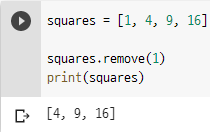 squares = [1, 4, 9, 16]
squares.remove(1)
print(squares)
[4, 9, 16]